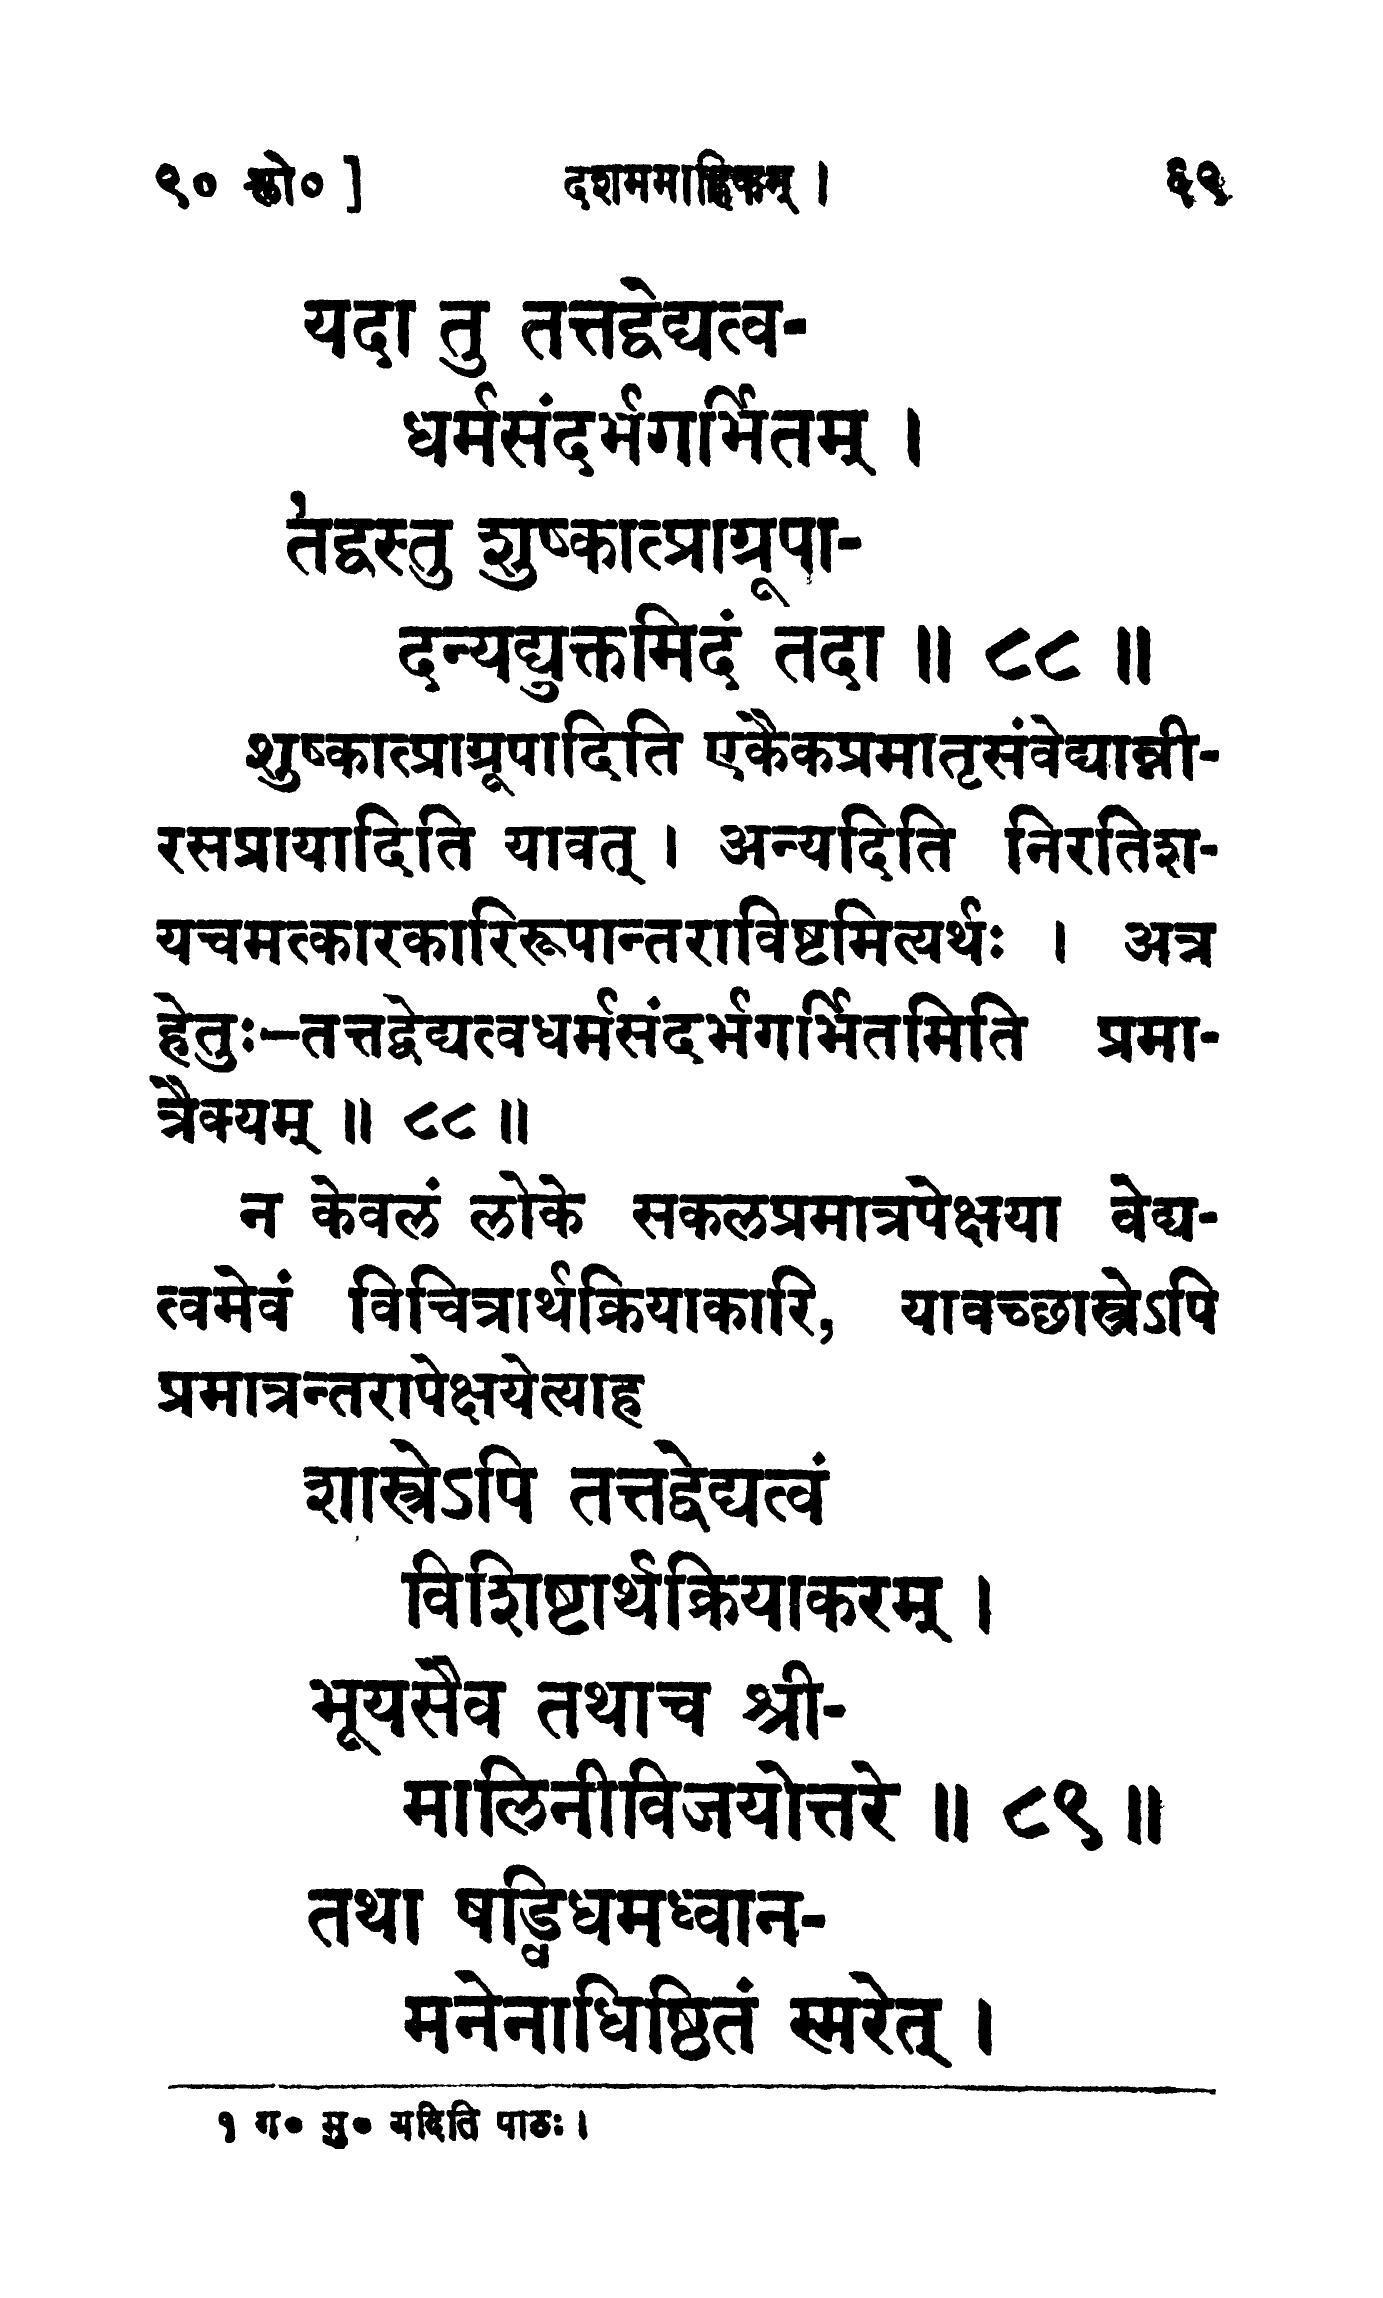 ९० श्लो० ] दशममाह्निकम् । ६९
यदा तु तत्तद्वेद्यत्व-
धर्मसंदर्भगर्भितम् ।
तद्वस्तु शुष्कात्प्राग्रूपा-
दन्यद्युक्तमिदं तदा ॥ ८८ ॥
शुष्कात्प्राग्रूपादिति एकैकप्रमातृसंवेद्यान्नी-
रसप्रायादिति यावत् । अन्यदिति निरतिश-
यचमत्कारकारिरूपान्तराविष्टमित्यर्थः । अत्र
हेतुः–तत्तद्वेद्यत्वधर्मसंदर्भगर्भितमिति प्रमा-
त्रैक्यम् ॥ ८८ ॥
न केवलं लोके सकलप्रमात्रपेक्षया वेद्य-
त्वमेवं विचित्रार्थक्रियाकारि, यावच्छास्त्रेऽपि
प्रमात्रन्तरापेक्षयेत्याह
शास्त्रेऽपि तत्तद्वेद्यत्वं
विशिष्टार्थक्रियाकरम् ।
भूयसैव तथाच श्री-
मालिनीविजयोत्तरे ॥ ८९ ॥
तथा षड्विधमध्वान-
मनेनाधिष्ठितं स्मरेत् ।
१ ग० मु० यदिति पाठः ।